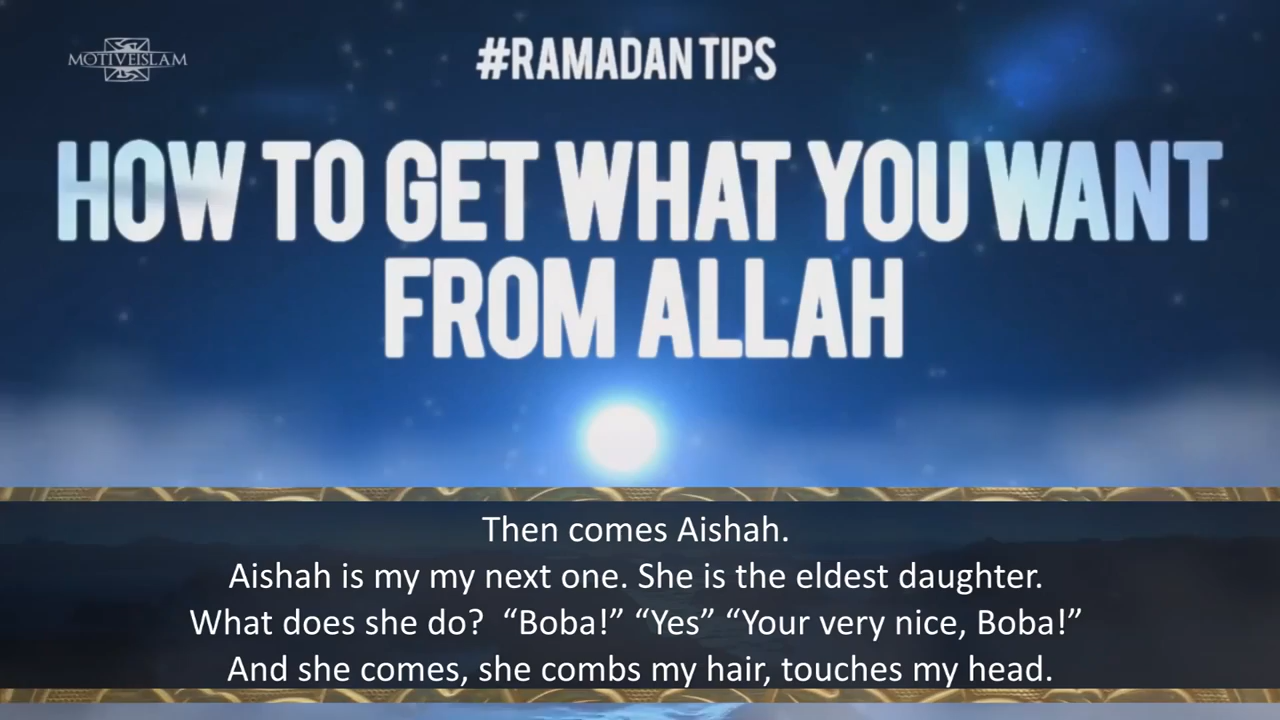 MOTIVEISLAM
#RAMADAN TIPS
HOW TO GET WHAT YOU WANT
FROM ALLAH
Then comes Aishah.
Aishah is my my next one. She is the eldest daughter.
What does she do?  “Boba!” “Yes” “Your very nice, Boba!”
And she comes, she combs my hair, touches my head.